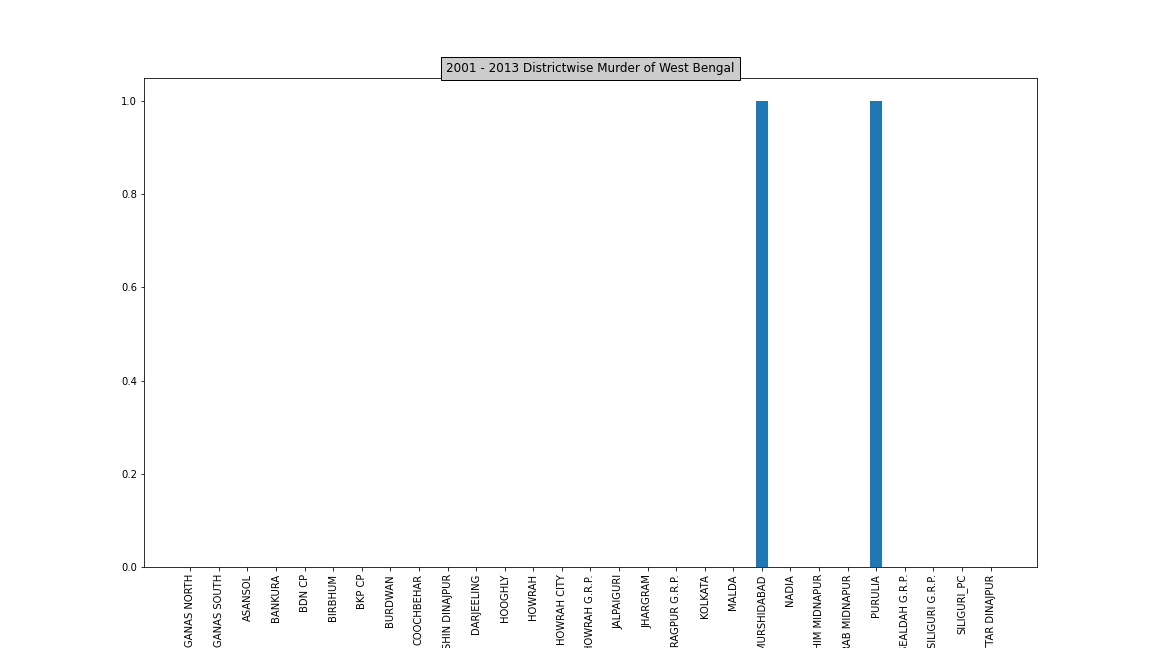 2001 - 2013 Districtwise Murder of West Bengal
1.0
0.8
0.6
0.4
0.2
0.0
GANAS NORTH
GANAS SOUTH
ASANSOL
BANKURA
BDN CP
BIRBHUM
BKP CP
BURDWAN
COOCHBEHAR
SHIN DINAJPUR
DARJEELING
HOOGHLY
HOWRAH
HOWRAH CITY
HOWRAH G.R.P.
JALPAIGURI
JHARGRAM
RAGPUR G.R.P.
KOLKATA
MALDA
MURSHIDABAD
NADIA
HIM MIDNAPUR
RAB MIDNAPUR
PURULIA
EALDAH G.R.P.
SILIGURI G.R.P.
SILIGURI_PC
TAR DINAJPUR